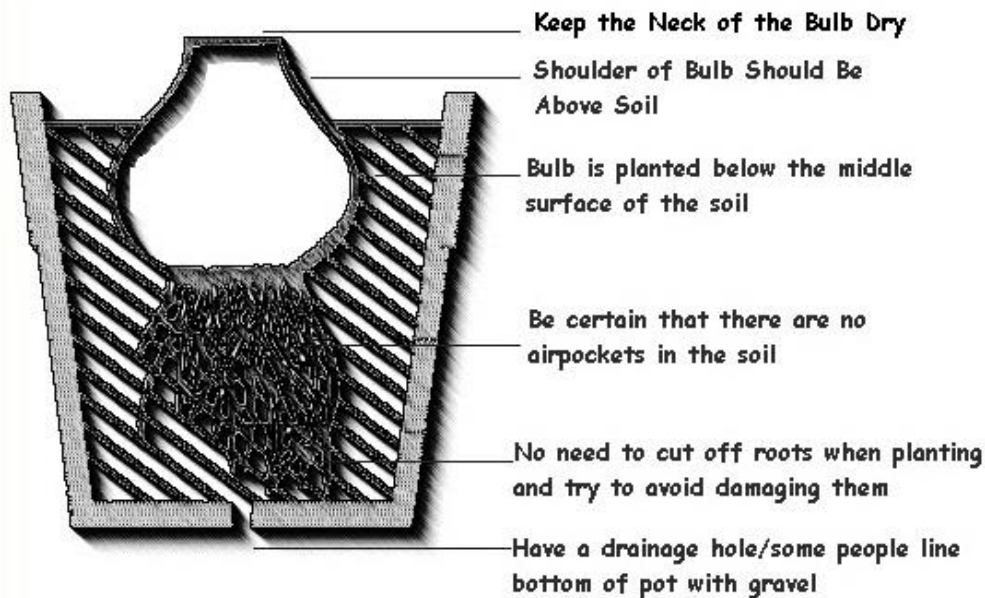 Keep the Neck of the Bulb Dry
Shoulder of Bulb Should Be
Above Soil
Bulb is planted below the middle
surface of the soil
Be certain that there are no
airpockets in the soil
No need to cut off roots when planting
and try to avoid damaging them
Have a drainage hole/some people line
bottom of pot with gravel